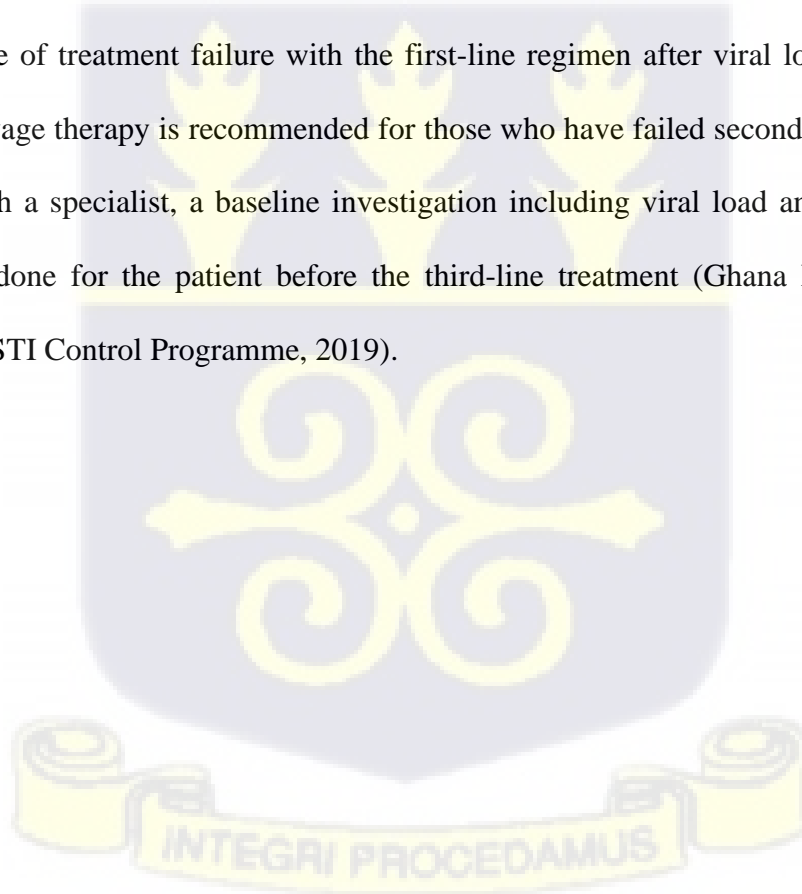 e of treatment failure with the first-line regimen after viral lo
age therapy is recommended for those who have failed second
h a specialist, a baseline investigation including viral load ar
done for the patient before the third-line treatment (Ghana
STI Control Programme, 2019).
INTEGRI PROCEDAMUS